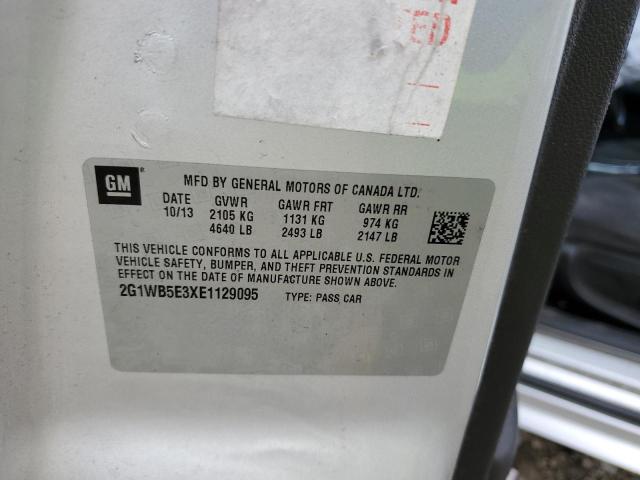 TED
GM
MFD BY GENERAL MOTORS OF CANADA LTD.
DATE GVWR GAWR FRT GAWR RR
10/13 2105 KG 1131 KG 974 KG
4640 LB 2493 LB 2147 LB
THIS VEHICLE CONFORMS TO ALL APPLICABLE U.S. FEDERAL MOTOR
VEHICLE SAFETY, BUMPER, AND THEFT PREVENTION STANDARDS IN
EFFECT ON THE DATE OF MANUFACTURE SHOWN ABOVE.
2G1WB5E3XE1129095 TYPE: PASS CAR